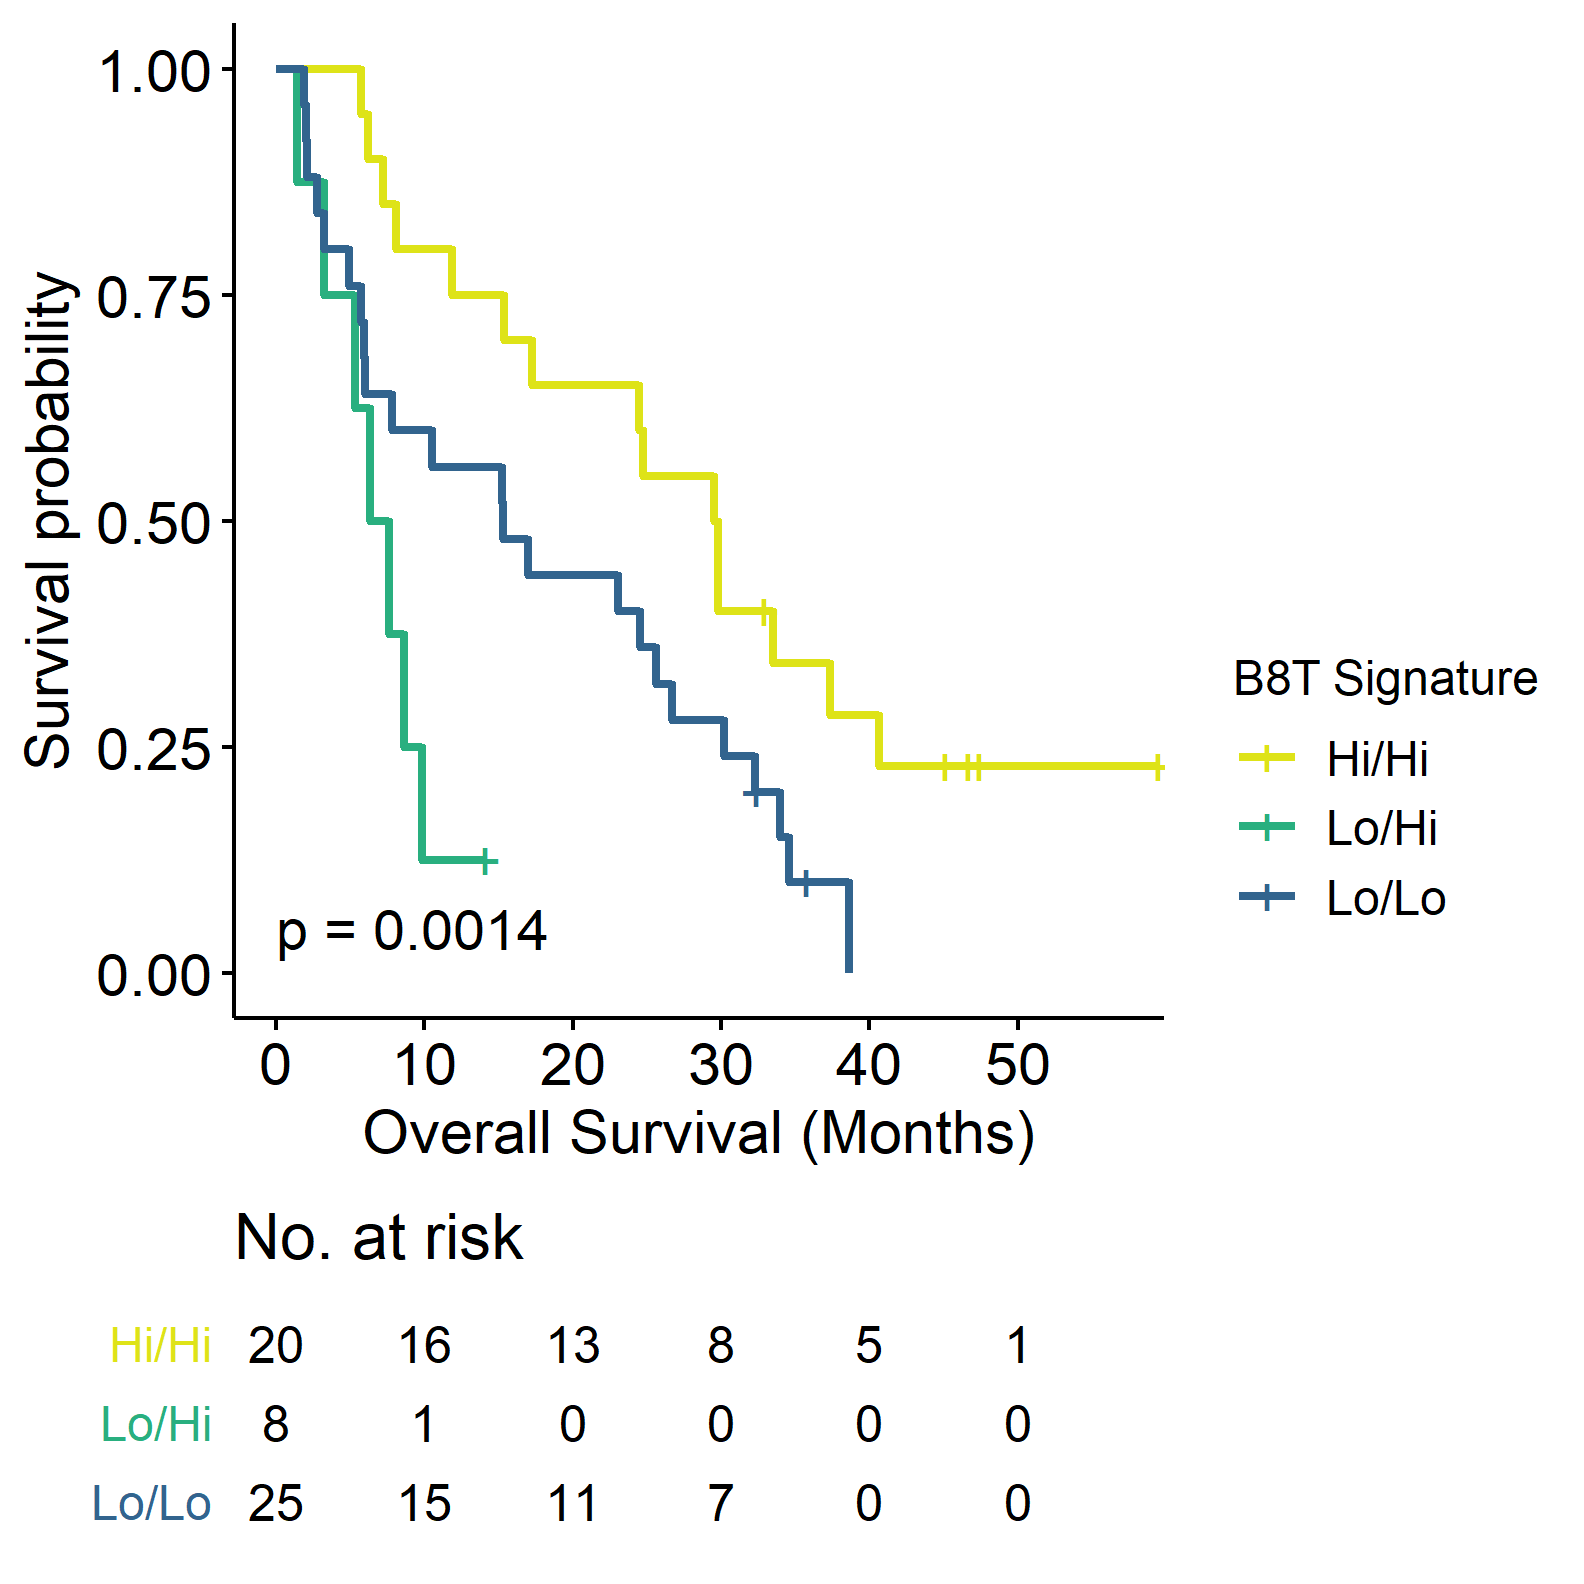 Survival probability
1.00
0.75
0.50
0.25
0.00
p = 0.0014
0 10 20 30 40 50
Overall Survival (Months)
B8T Signature
Hi/Hi
Lo/Hi
Lo/Lo
No. at risk
Hi/Hi 20 16 13 8 5 1
Lo/Hi 8 1 0 0 0 0
Lo/Lo 25 15 11 7 0 0